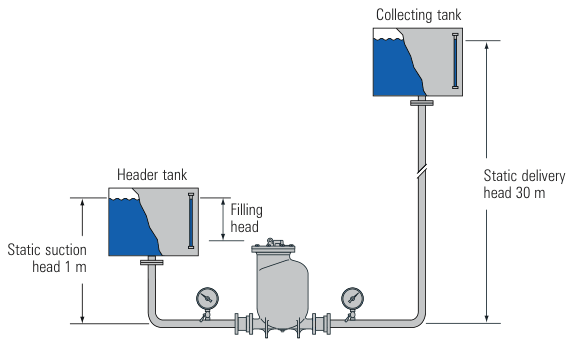 Collecting tank
Header tank
Filling
head
Static suction
head 1 m
Static delivery
head 30 m